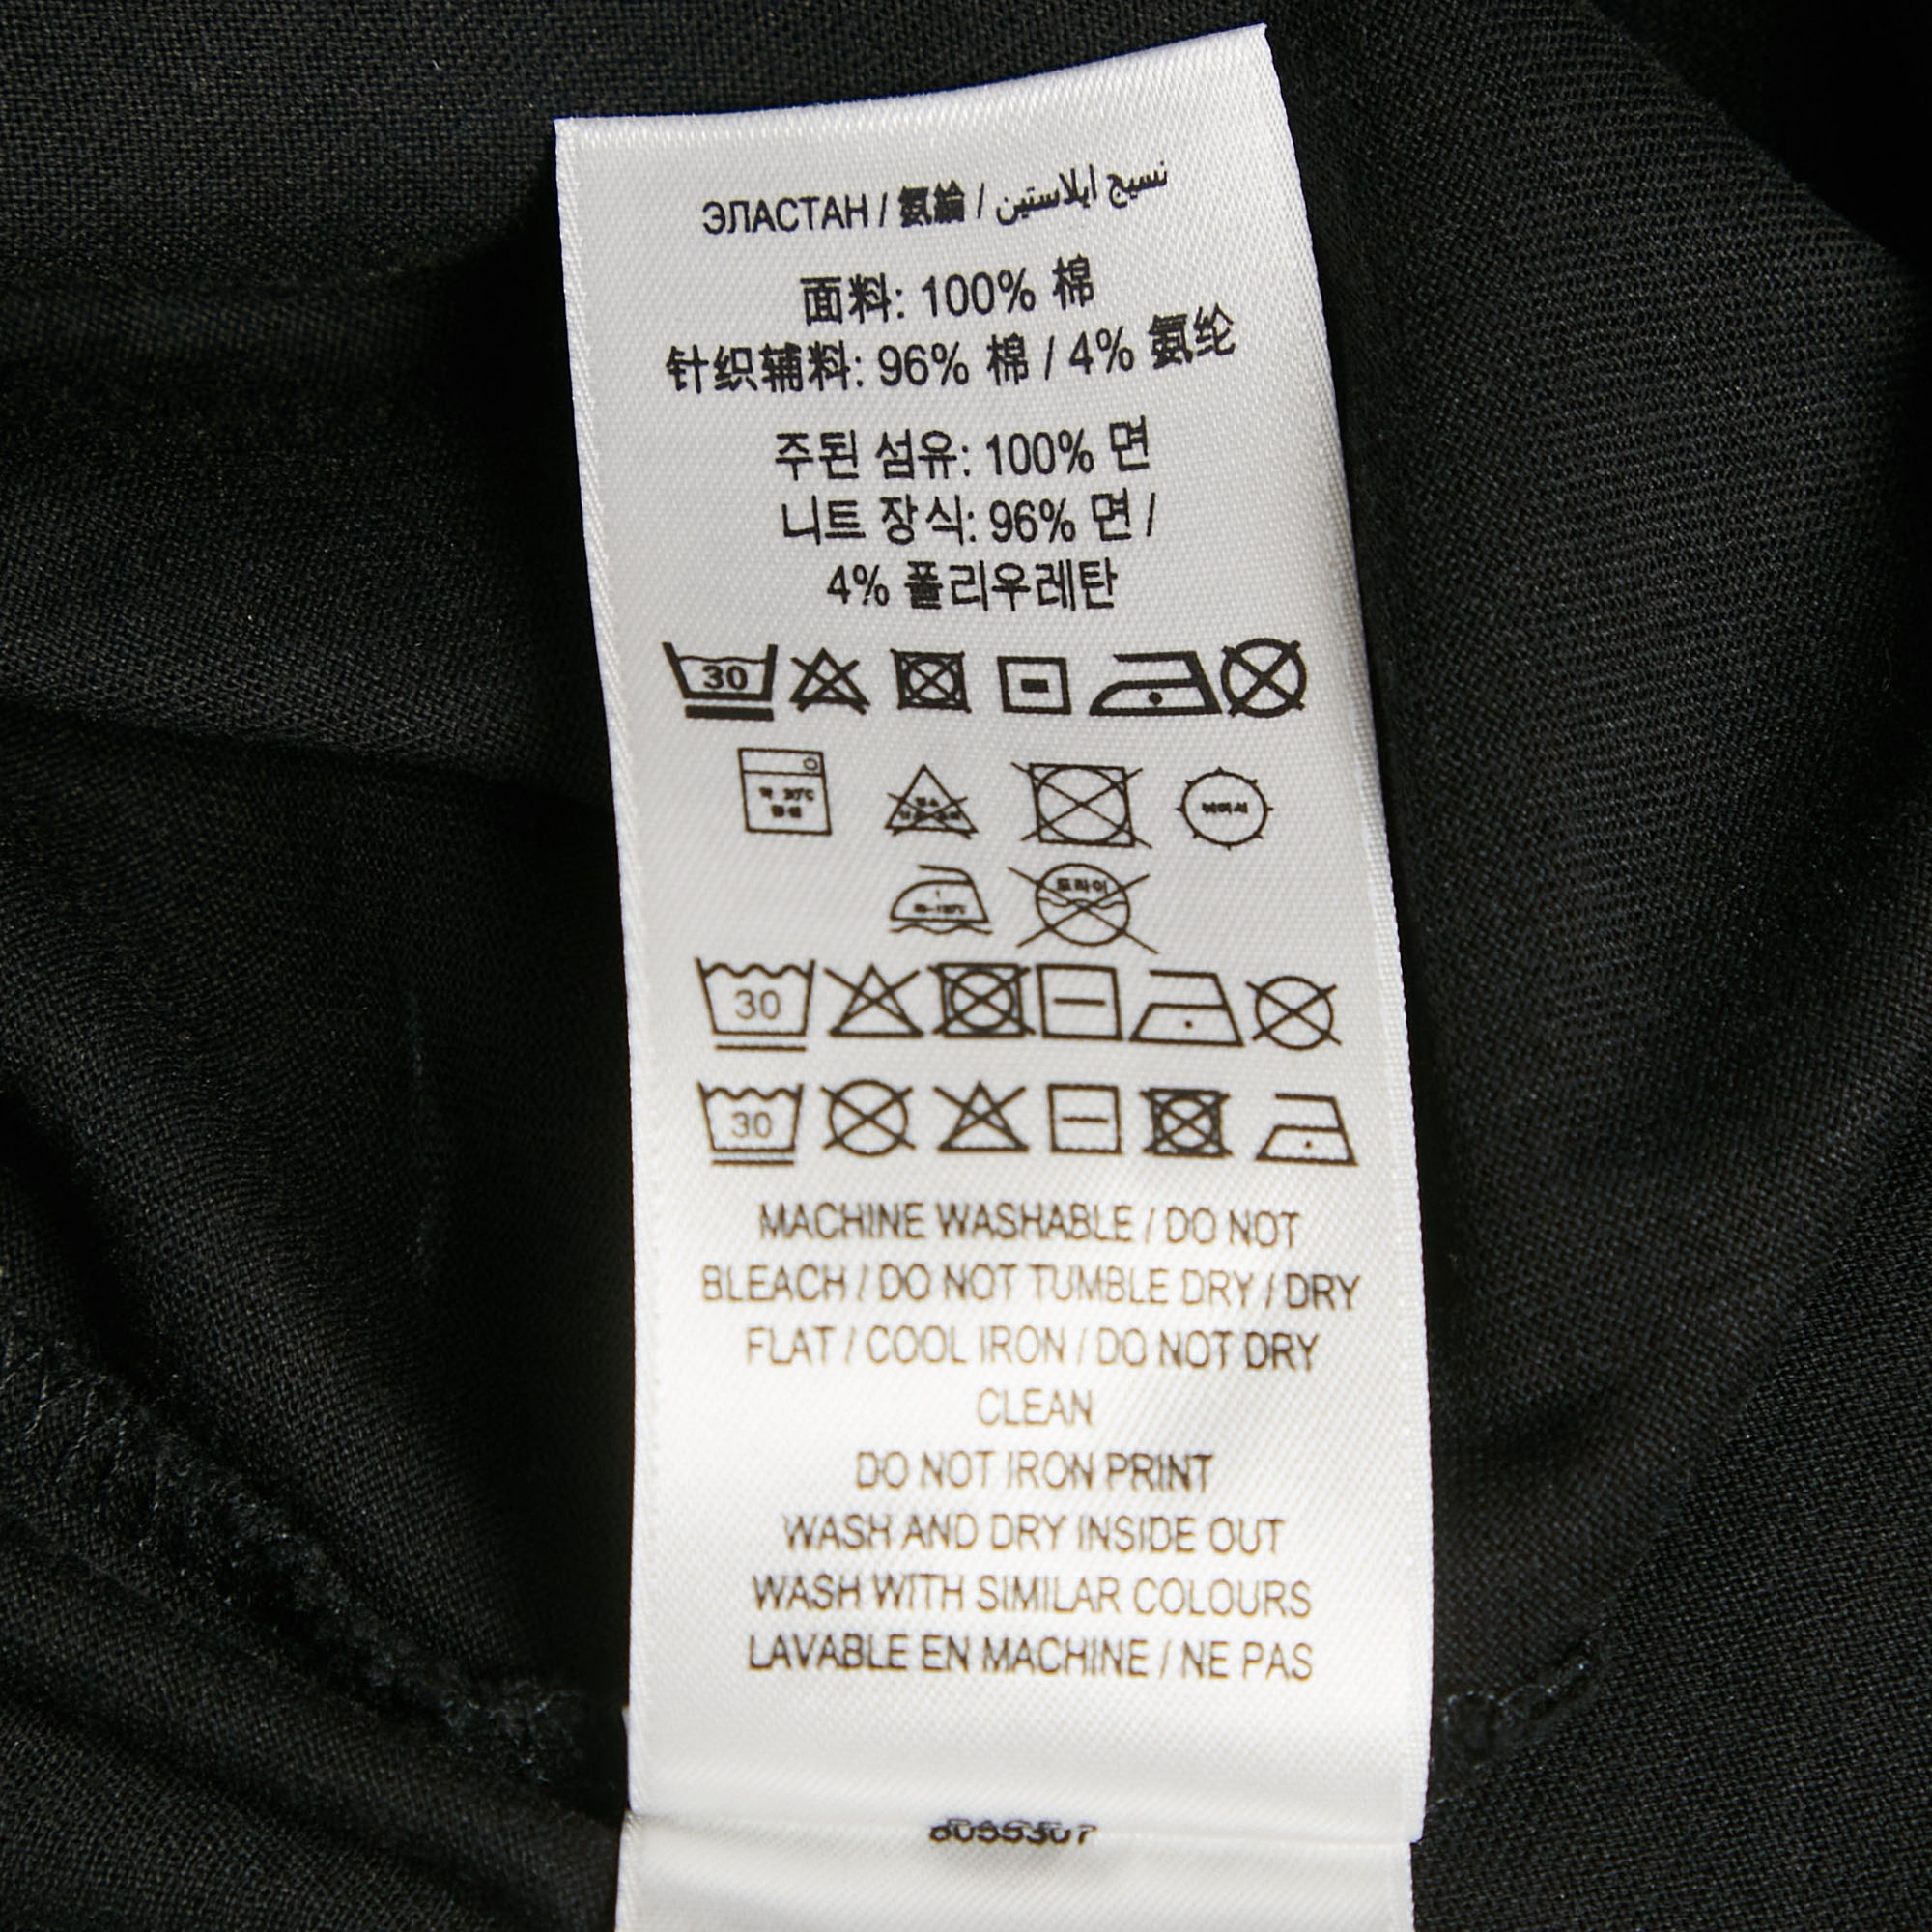 ЭЛАСТАН / 氨綸 / نسيج ايلاستين
面料: 100% 棉
针织辅料: 96% 棉 / 4% 氨纶
주된 섬유: 100% 면
니트 장식: 96% 면 /
4% 폴리우레탄
30
드라이
30
30
MACHINE WASHABLE / DO NOT
BLEACH / DO NOT TUMBLE DRY / DRY
FLAT / COOL IRON / DO NOT DRY
CLEAN
DO NOT IRON PRINT
WASH AND DRY INSIDE OUT
WASH WITH SIMILAR COLOURS
LAVABLE EN MACHINE / NE PAS